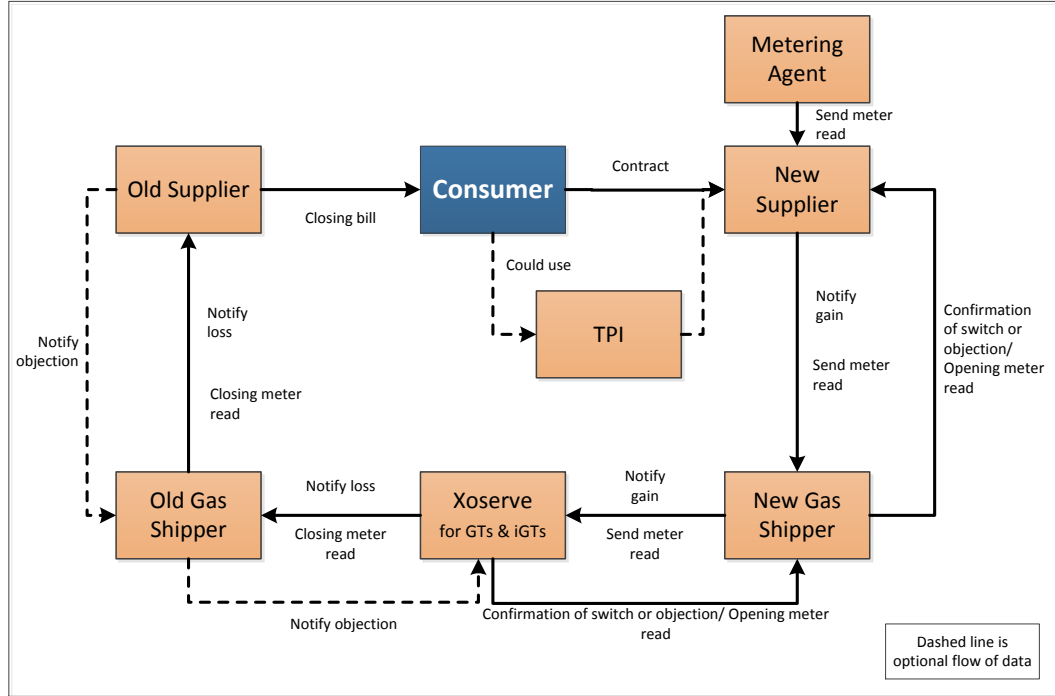 Metering
Agent
Send meter
read
Old Supplier
Closing bill
Consumer
Contract
New
Supplier
Could use
TPI
Notify
objection
Notify
loss
Closing meter
read
Notify
gain
Send meter
read
Confirmation
of switch or
objection/
Opening meter
read
Old Gas
Shipper
Notify loss
Closing meter
read
Xoserve
for GTs & iGTs
Notify
gain
Send meter
read
New Gas
Shipper
Notify objection
Confirmation of switch or objection/ Opening meter
read
Dashed line is
optional flow of data